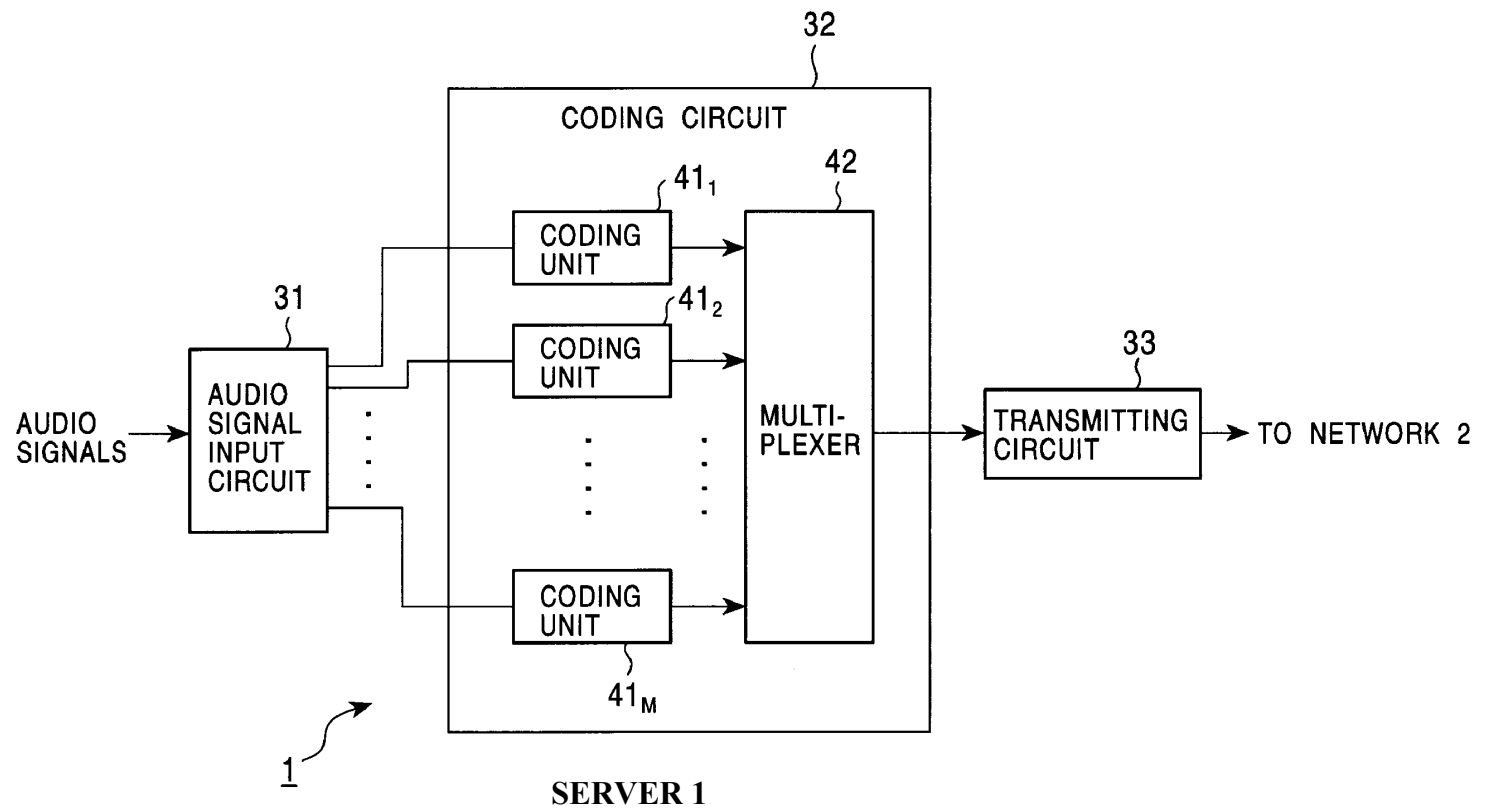 32
CODING CIRCUIT
41₁
42
CODING
UNIT
31
41₂
CODING
UNIT
33
AUDIO
SIGNALS
AUDIO
SIGNAL
INPUT
CIRCUIT
MULTI-
PLEXER
TRANSMITTING
CIRCUIT
TO NETWORK 2
CODING
UNIT
41M
1
SERVER 1